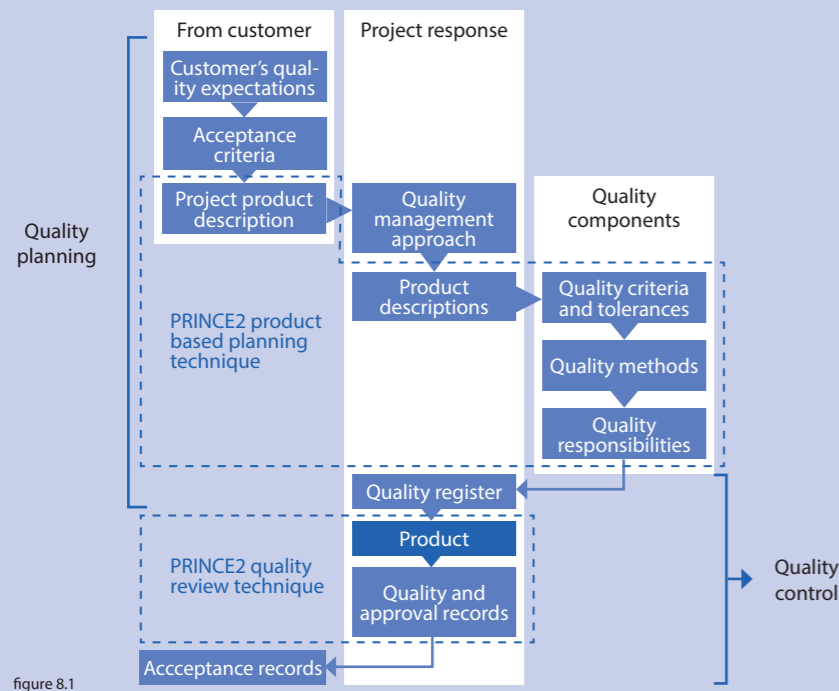 From customer
Project response
Customer's qual-
ity expectations
Acceptance
criteria
Project product
description
Quality
management
approach
Quality
components
Quality
planning
Product
descriptions
Quality criteria
and tolerances
PRINCE2 product
based planning
technique
Quality methods
Quality
responsibilities
Quality register
Product
PRINCE2 quality
review technique
Quality and
approval records
Quality
control
Accceptance records
figure 8.1